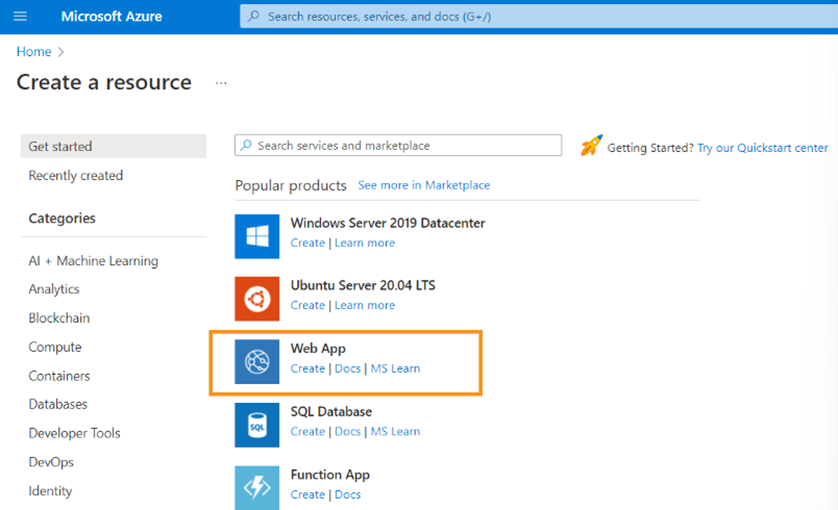 Microsoft Azure
Search resources, services, and docs (G+/)
Home >
Create a resource ...
Get started
Recently created
Categories
AI + Machine Learning
Analytics
Blockchain
Compute
Containers
Databases
Developer Tools
DevOps
Identity
Search services and marketplace
Getting Started? Try our Quickstart center
Popular products See more in Marketplace
Windows Server 2019 Datacenter
Create | Learn more
Ubuntu Server 20.04 LTS
Create | Learn more
Web App
Create | Docs | MS Learn
SQL
SQL Database
Create | Docs | MS Learn
Function App
Create | Docs